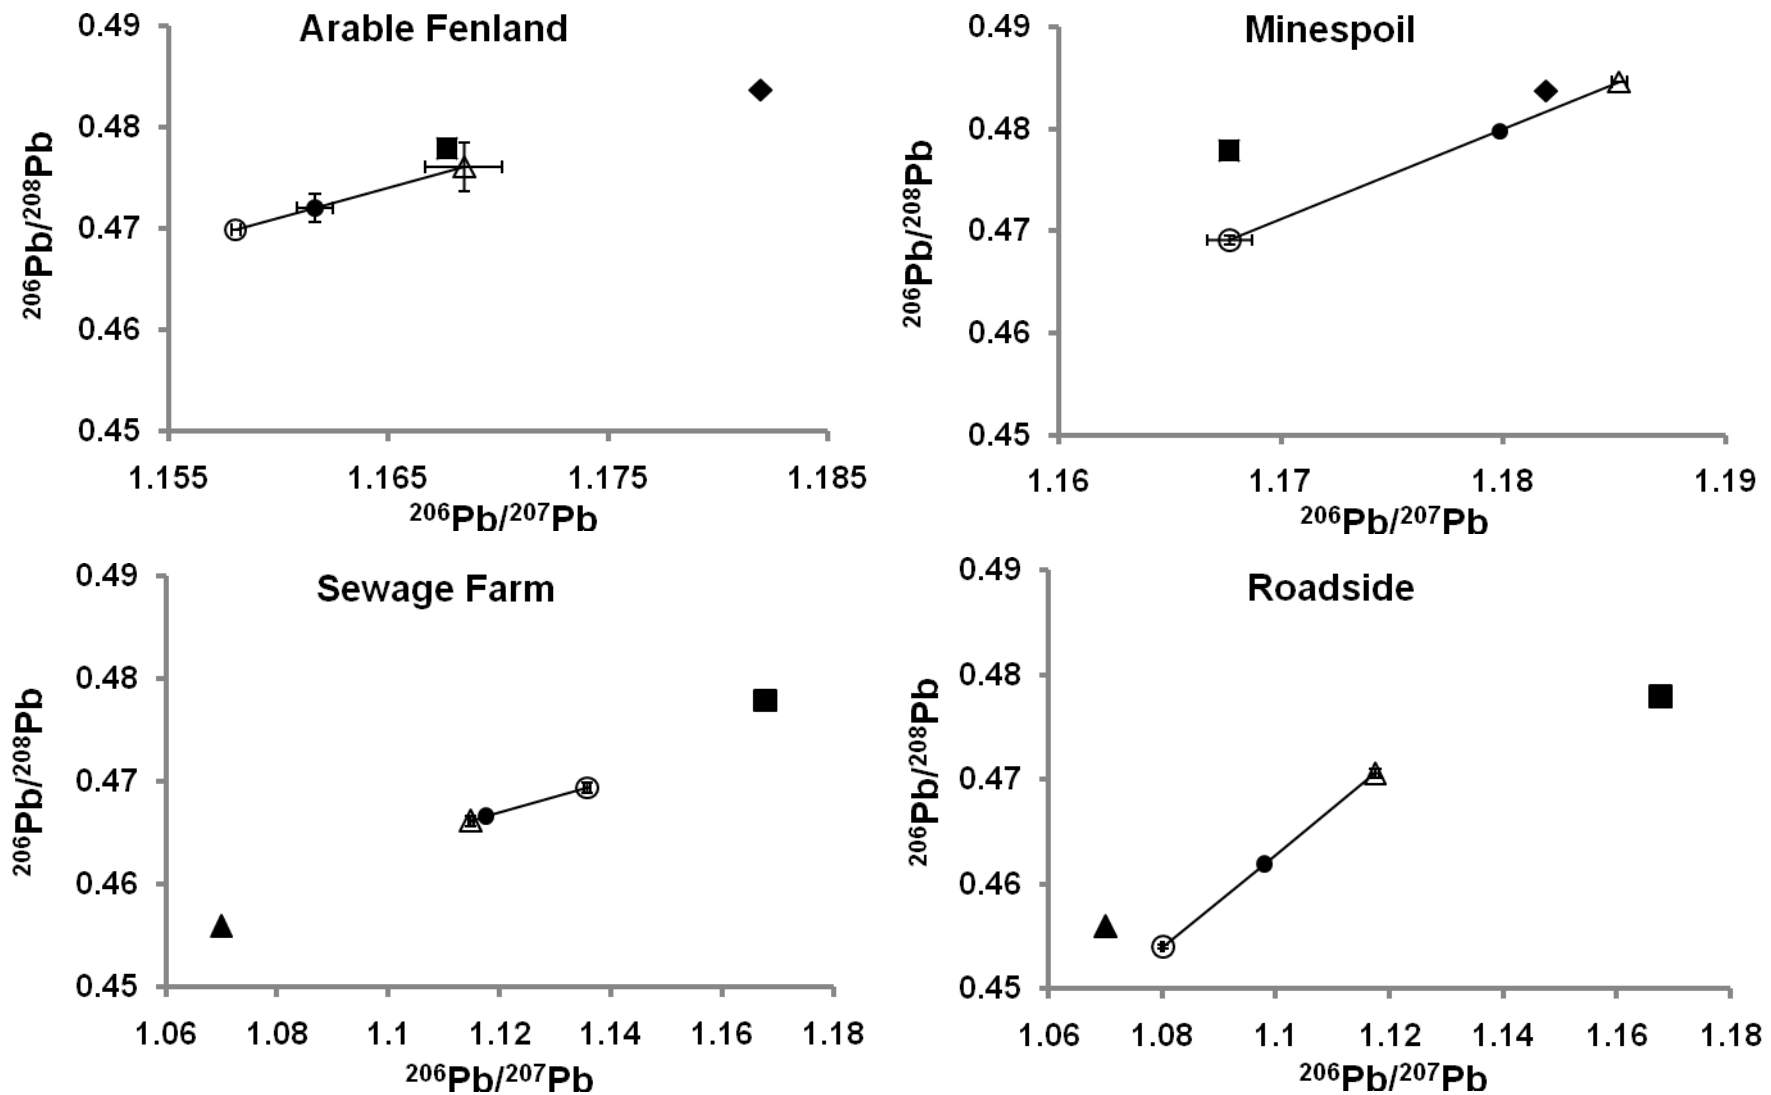 Arable Fenland
0.49
0.48
0.47
0.46
0.45
²⁰⁶Pb/²⁰⁸Pb
1.155 1.165 1.175 1.185
²⁰⁶Pb/²⁰⁷Pb
Minespoil
0.49
0.48
0.47
0.46
0.45
²⁰⁶Pb/²⁰⁸Pb
1.16 1.17 1.18 1.19
²⁰⁶Pb/²⁰⁷Pb
Sewage Farm
0.49
0.48
0.47
0.46
0.45
²⁰⁶Pb/²⁰⁸Pb
1.06 1.08 1.1 1.12 1.14 1.16 1.18
²⁰⁶Pb/²⁰⁷Pb
Roadside
0.49
0.48
0.47
0.46
0.45
²⁰⁶Pb/²⁰⁸Pb
1.06 1.08 1.1 1.12 1.14 1.16 1.18
²⁰⁶Pb/²⁰⁷Pb